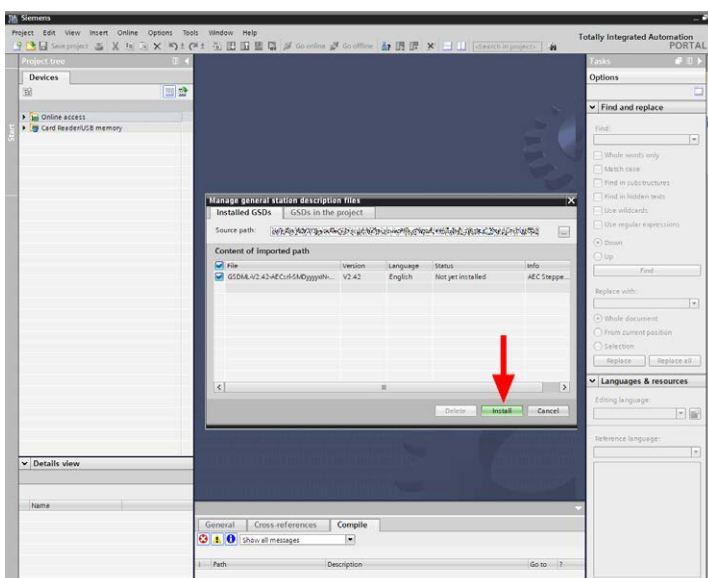 Siemens
Project Edit View Insert Online Options Tools Window Help
Totally Integrated Automation
PORTAL
Save project Go online Go offline <Search in project>
Project tree
Tasks
Devices
Options
Start
Online access
Card Reader/USB memory
Find and replace
Find:
Whole words only
Match case
Find in substructures
Find in hidden texts
Use wildcards
Use regular expressions
Down
Up
Find
Replace with:
Whole document
From current position
Selection
Replace Replace all
Languages & resources
Editing language:
Reference language:
Manage general station description files
Installed GSDs GSDs in the project
Source path:
Content of imported path
File Version Language Status Info
V2.42 English Not yet installed AEC Steppe...
Delete Install Cancel
Details view
Name
General Cross-references Compile
Show all messages
! Path Description Go to ?